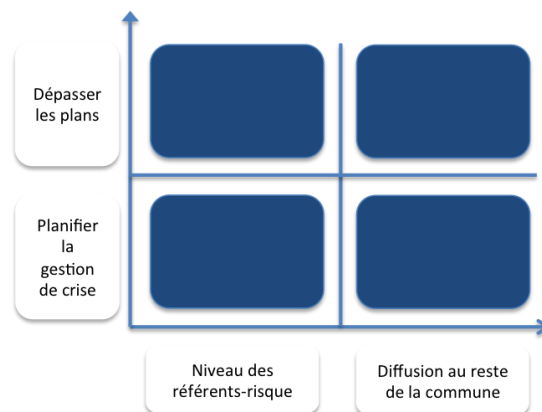 Dépasser
les plans
Planifier
la
gestion
de crise
Niveau des
référents-risque
Diffusion au reste
de la commune